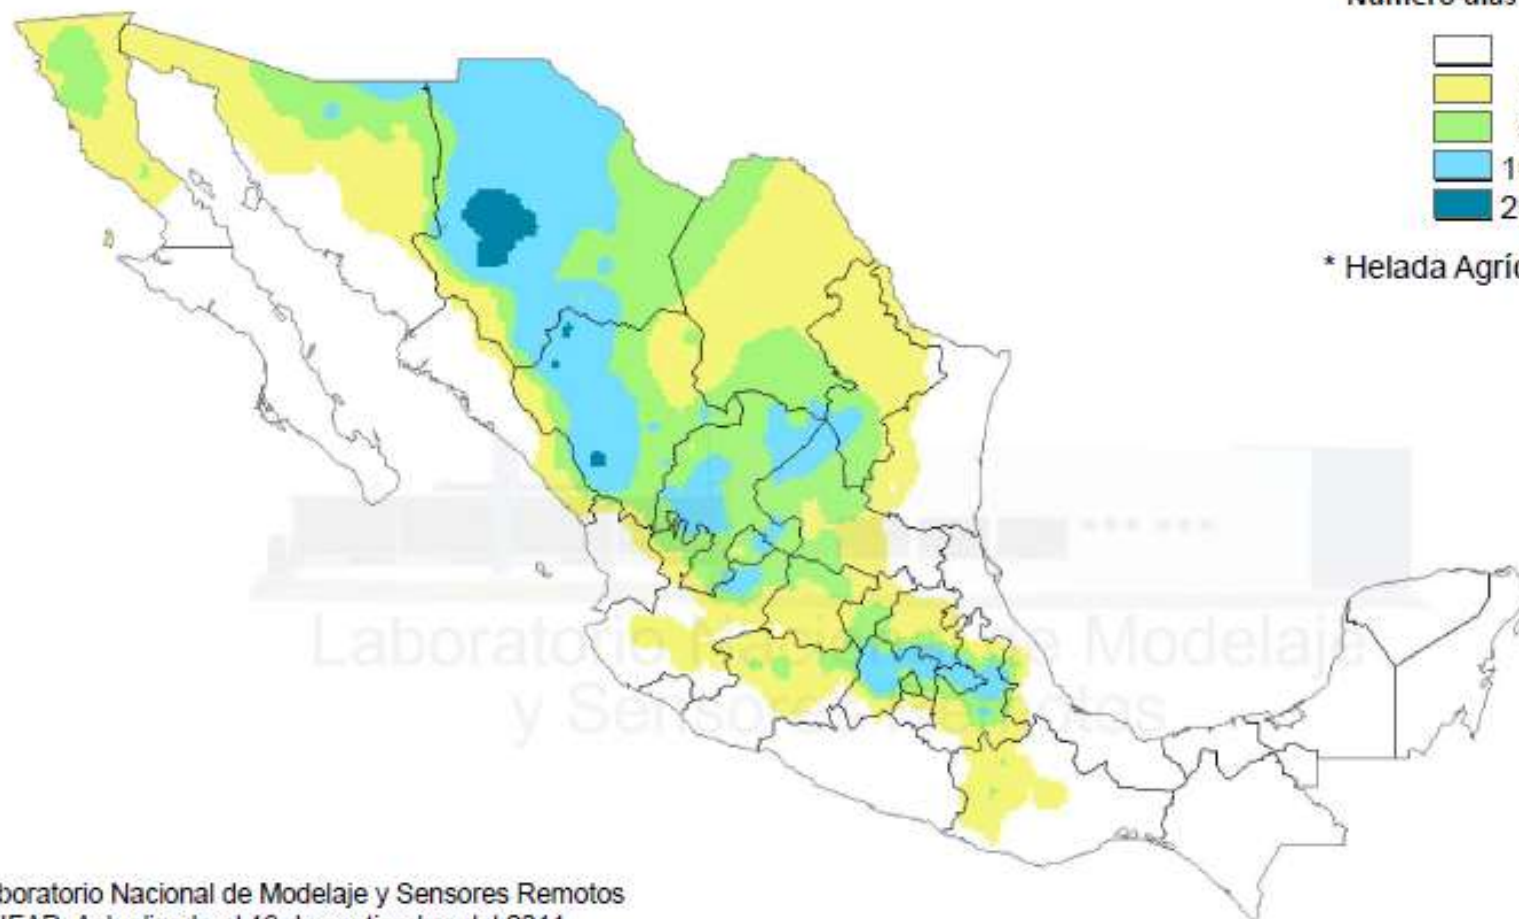 Número días
1
2
* Helada Agríc
Laboratorio Nacional de Modelaje
y Sensores Remotos
boratorio Nacional de Modelaje y Sensores Remotos